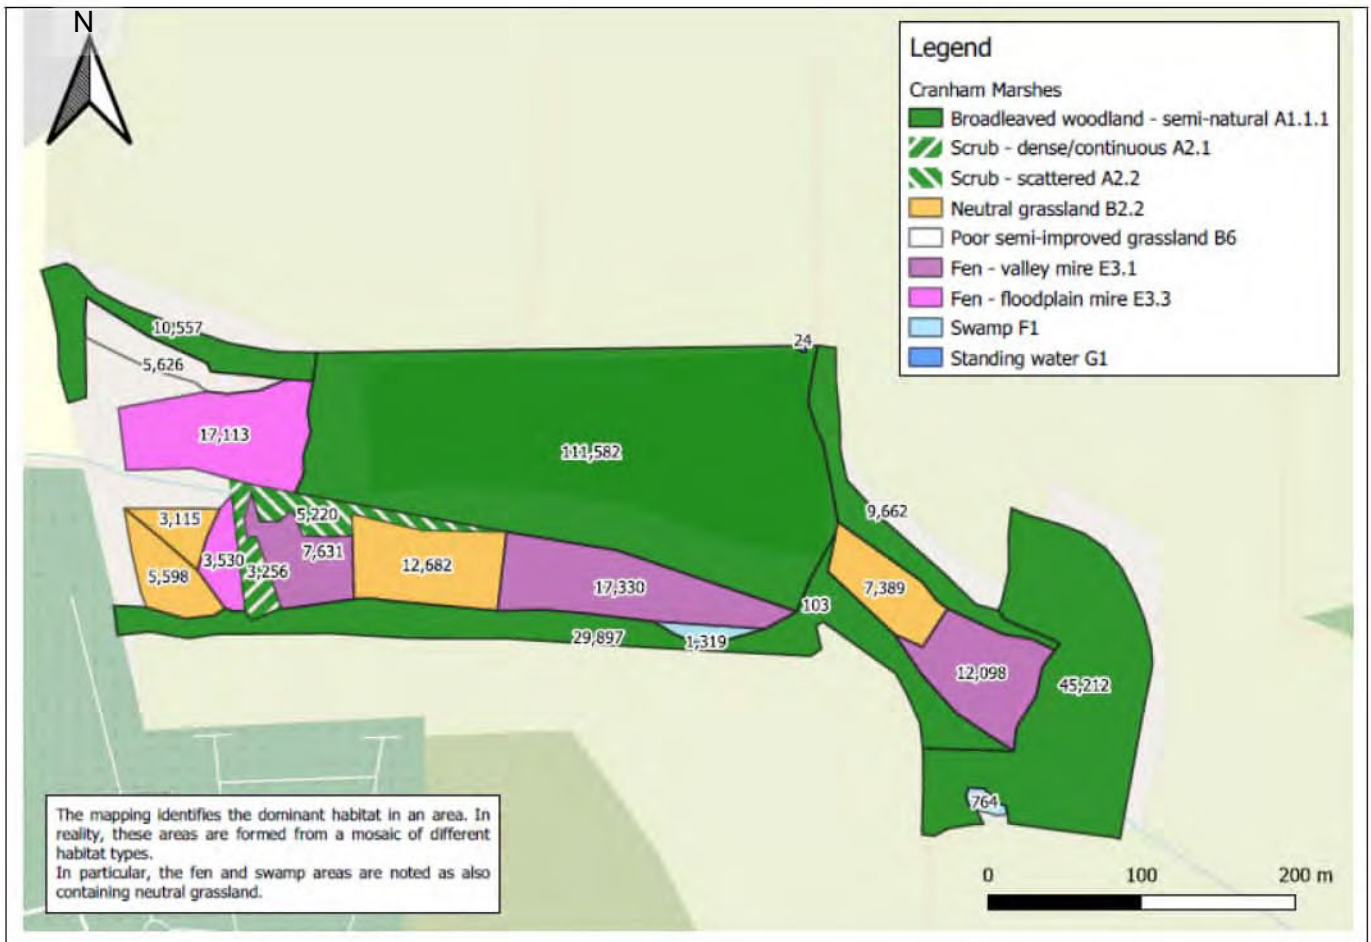 N
Legend
Cranham Marshes
Broadleaved woodland - semi-natural A1.1.1
Scrub - dense/continuous A2.1
Scrub - scattered A2.2
Neutral grassland B2.2
Poor semi-improved grassland B6
Fen - valley mire E3.1
Fen - floodplain mire E3.3
Swamp F1
Standing water G1
10,557
24
5,626
17,113
111,582
9,662
3,115
5,220
7,631
3,530
3,256
5,598
12,682
17,330
7,389
103
29,897
1,319
12,098
45,212
764
The mapping identifies the dominant habitat in an area. In
reality, these areas are formed from a mosaic of different
habitat types.
In particular, the fen and swamp areas are noted as also
containing neutral grassland.
0 100 200 m